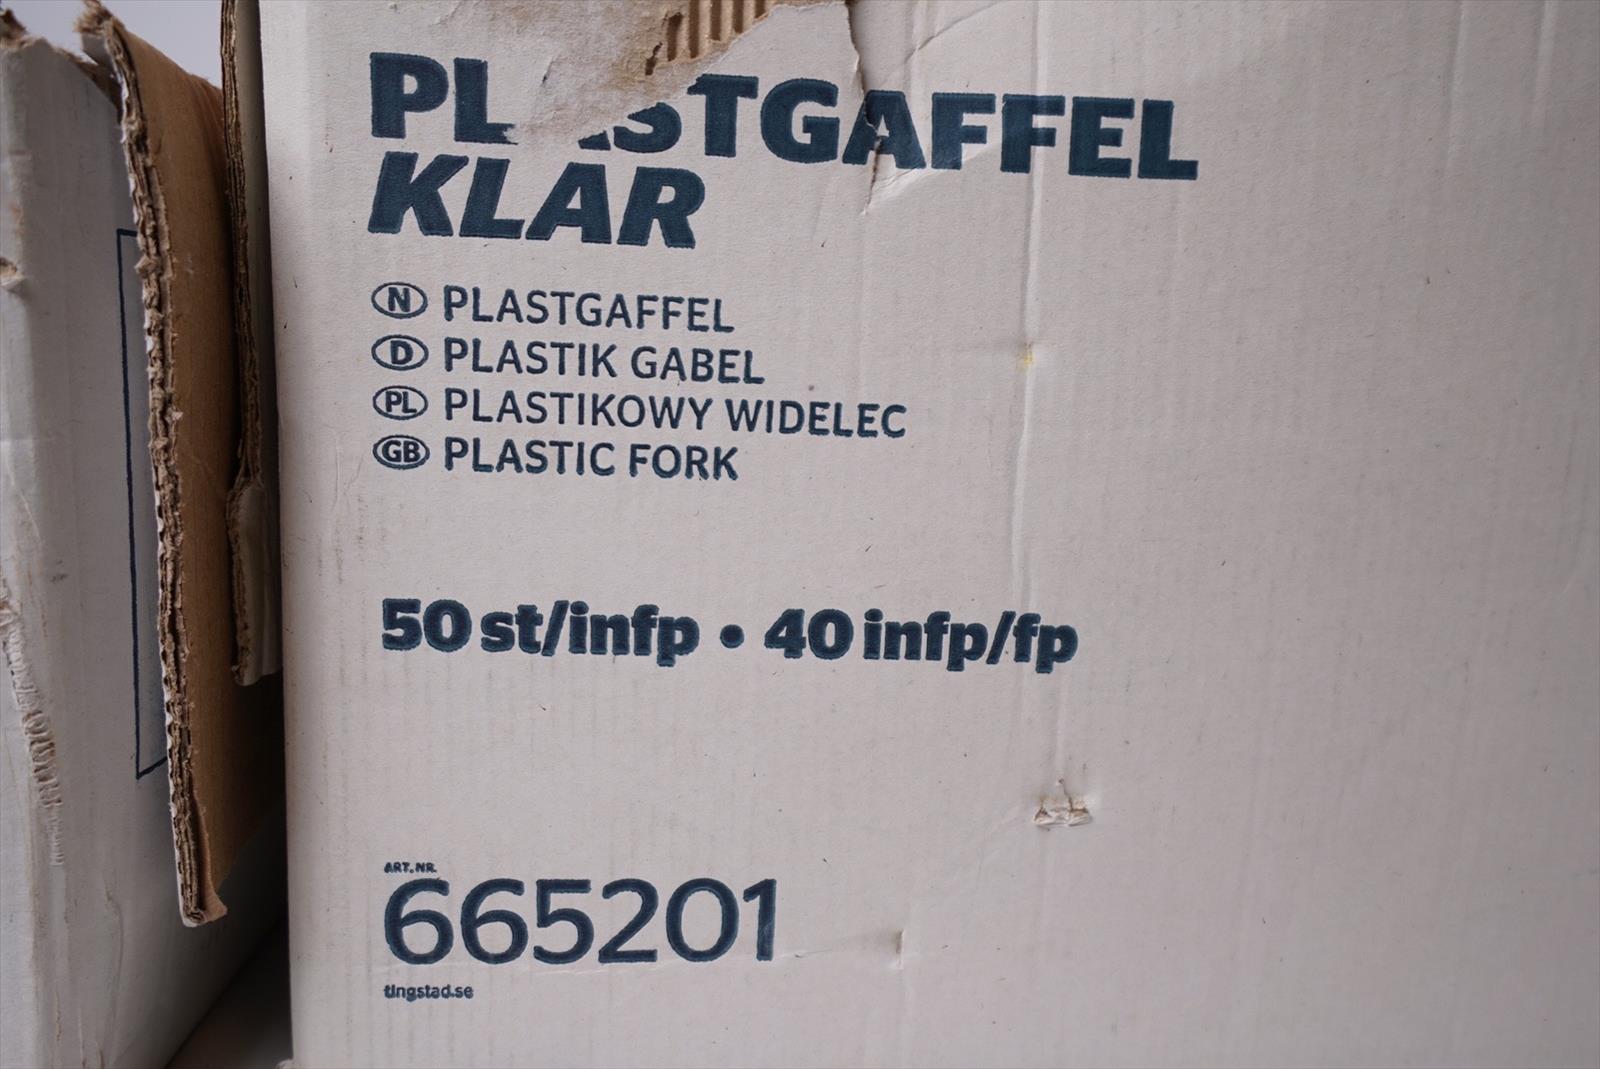 PLASTGAFFEL
KLAR
N PLASTGAFFEL
D PLASTIK GABEL
PL PLASTIKOWY WIDELEC
GB PLASTIC FORK
50 st/infp • 40 infp/fp
ART.NR.
665201
tingstad.se